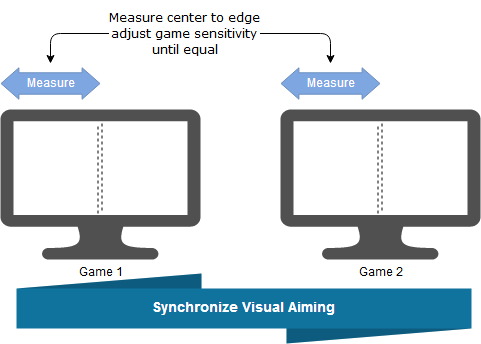 Measure center to edge
adjust game sensitivity
until equal
Measure
Measure
Game 1
Game 2
Synchronize Visual Aiming